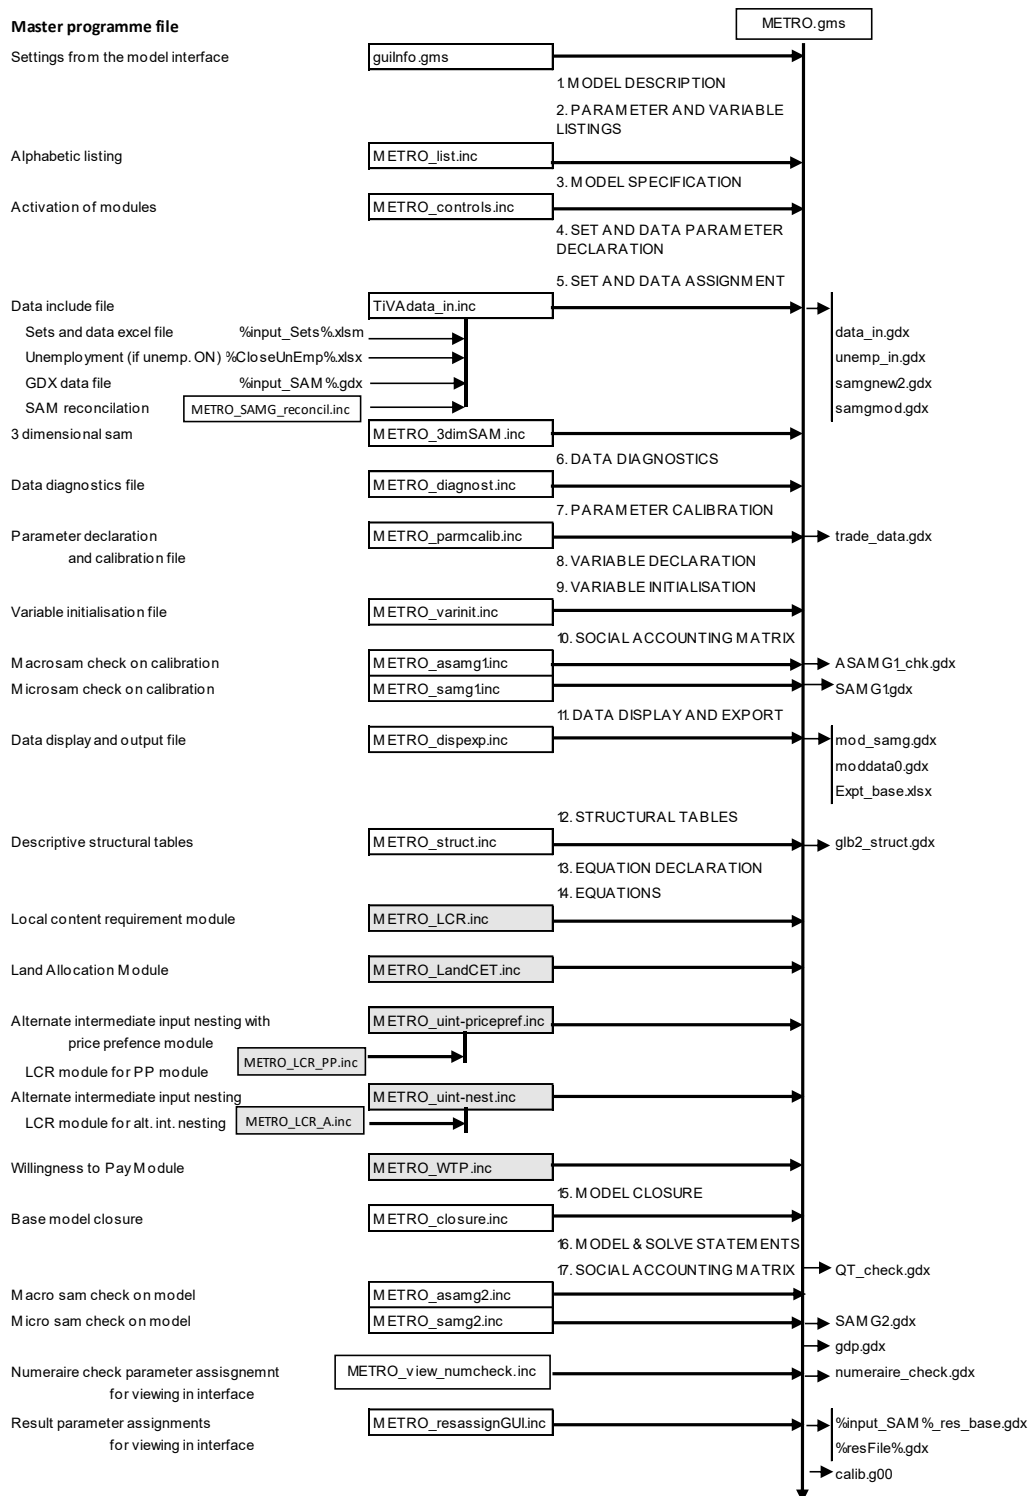 METRO.gms
Master programme file
Settings from the model interface
guiInfo.gms
1. MODEL DESCRIPTION
2. PARAMETER AND VARIABLE
LISTINGS
Alphabetic listing
METRO_list.inc
3. MODEL SPECIFICATION
Activation of modules
METRO_controls.inc
4. SET AND DATA PARAMETER
DECLARATION
5. SET AND DATA ASSIGNMENT
Data include file
TiVAdata_in.inc
Sets and data excel file
%input_Sets%.xlsm
data_in.gdx
Unemployment (if unemp. ON) %CloseUnEmp%.xlsx
unemp_in.gdx
GDX data file
%input_SAM%.gdx
samgnew2.gdx
SAM reconcilation
METRO_SAMG_reconcil.inc
samgmod.gdx
3 dimensional sam
METRO_3dimSAM.inc
6. DATA DIAGNOSTICS
Data diagnostics file
METRO_diagnost.inc
7. PARAMETER CALIBRATION
Parameter declaration
and calibration file
METRO_parmcalib.inc
trade_data.gdx
8. VARIABLE DECLARATION
9. VARIABLE INITIALISATION
Variable initialisation file
METRO_varinit.inc
10. SOCIAL ACCOUNTING MATRIX
Macrosam check on calibration
METRO_asamg1.inc
ASAMG1_chk.gdx
Microsam check on calibration
METRO_samg1.inc
SAMG1.gdx
11. DATA DISPLAY AND EXPORT
Data display and output file
METRO_dispexp.inc
mod_samg.gdx
moddata0.gdx
Expt_base.xlsx
12. STRUCTURAL TABLES
Descriptive structural tables
METRO_struct.inc
glb2_struct.gdx
13. EQUATION DECLARATION
14. EQUATIONS
Local content requirement module
METRO_LCR.inc
Land Allocation Module
METRO_LandCET.inc
Alternate intermediate input nesting with
price prefence module
METRO_uint-pricepref.inc
LCR module for PP module
METRO_LCR_PP.inc
Alternate intermediate input nesting
METRO_uint-nest.inc
LCR module for alt. int. nesting
METRO_LCR_A.inc
Willingness to Pay Module
METRO_WTP.inc
15. MODEL CLOSURE
Base model closure
METRO_closure.inc
16. MODEL & SOLVE STATEMENTS
17. SOCIAL ACCOUNTING MATRIX
QT_check.gdx
Macro sam check on model
METRO_asamg2.inc
Micro sam check on model
METRO_samg2.inc
SAMG2.gdx
gdp.gdx
Numeraire check parameter assisgnemnt
for viewing in interface
METRO_view_numcheck.inc
numeraire_check.gdx
Result parameter assignments
for viewing in interface
METRO_resassignGUI.inc
%input_SAM%_res_base.gdx
%resFile%.gdx
calib.g00